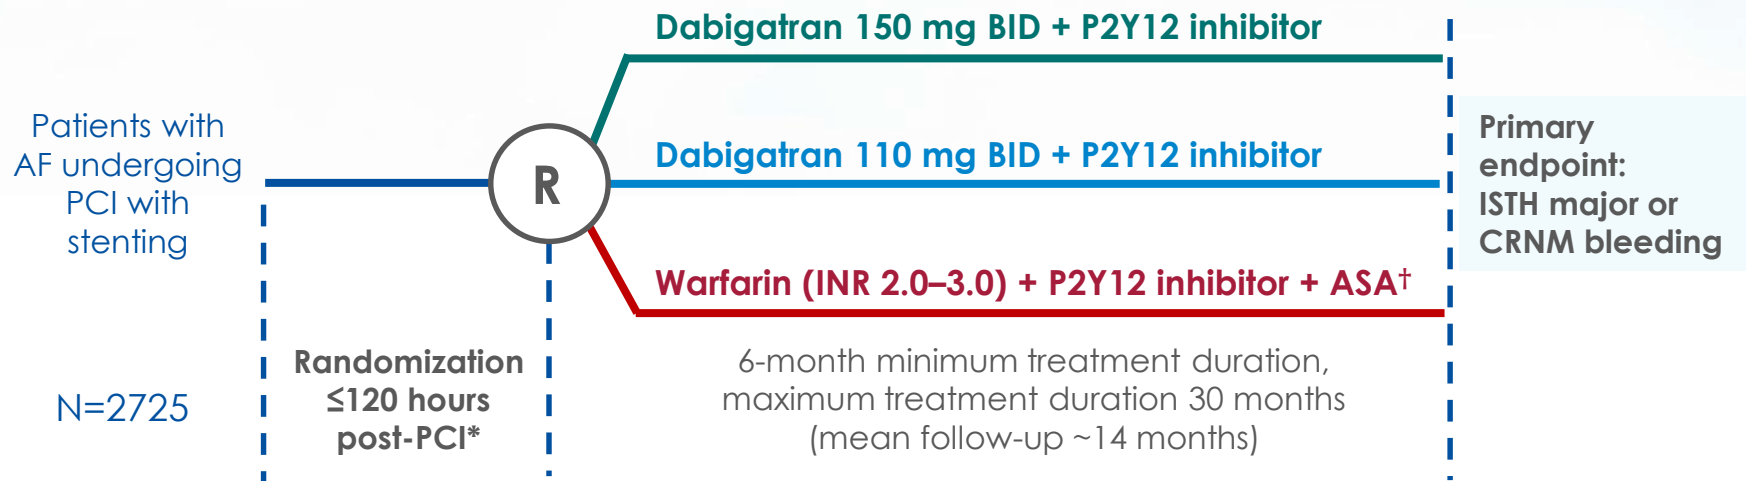 Dabigatran 150 mg BID + P2Y12 inhibitor
Patients with
AF undergoing
PCI with
stenting
R
Dabigatran 110 mg BID + P2Y12 inhibitor
Primary
endpoint:
ISTH major or
CRNM bleeding
Warfarin (INR 2.0–3.0) + P2Y12 inhibitor + ASA†
N=2725
Randomization
≤120 hours
post-PCI*
6-month minimum treatment duration,
maximum treatment duration 30 months
(mean follow-up ~14 months)